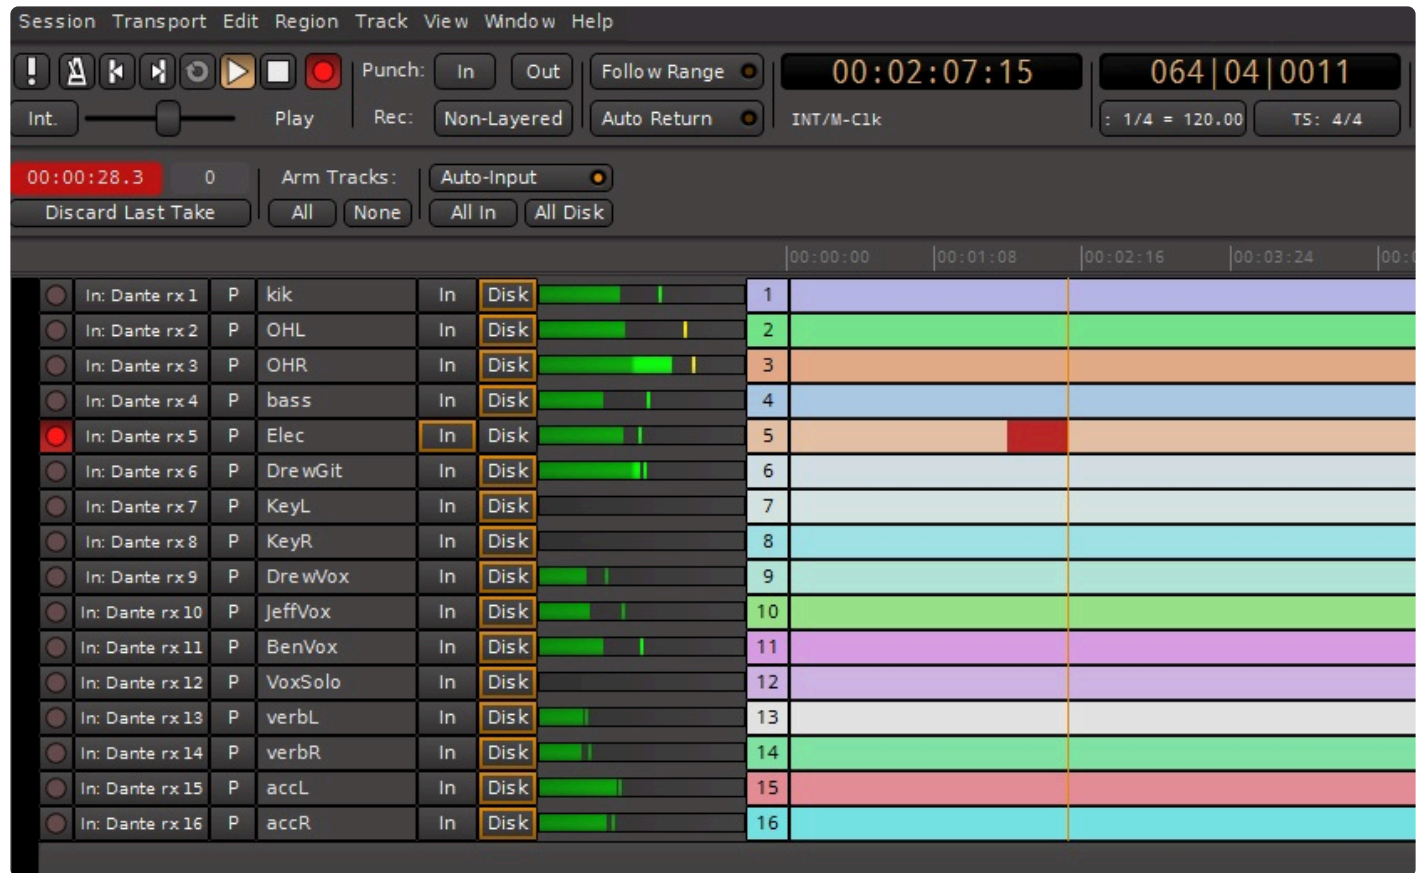 Session Transport Edit Region Track View Window Help
Punch: In Out Follow Range 00:02:07:15 064|04|0011
Int. Play Rec: Non-Layered Auto Return INT/M-Clk : 1/4 = 120.00 TS: 4/4
00:00:28.3 0 Arm Tracks: Auto-Input
Discard Last Take All None All In All Disk
00:00:00 00:01:08 00:02:16 00:03:24 00:0
In: Dante rx 1 P kik In Disk 1
In: Dante rx 2 P OHL In Disk 2
In: Dante rx 3 P OHR In Disk 3
In: Dante rx 4 P bass In Disk 4
In: Dante rx 5 P Elec In Disk 5
In: Dante rx 6 P DrewGit In Disk 6
In: Dante rx 7 P KeyL In Disk 7
In: Dante rx 8 P KeyR In Disk 8
In: Dante rx 9 P DrewVox In Disk 9
In: Dante rx 10 P JeffVox In Disk 10
In: Dante rx 11 P BenVox In Disk 11
In: Dante rx 12 P VoxSolo In Disk 12
In: Dante rx 13 P verbL In Disk 13
In: Dante rx 14 P verbR In Disk 14
In: Dante rx 15 P accL In Disk 15
In: Dante rx 16 P accR In Disk 16